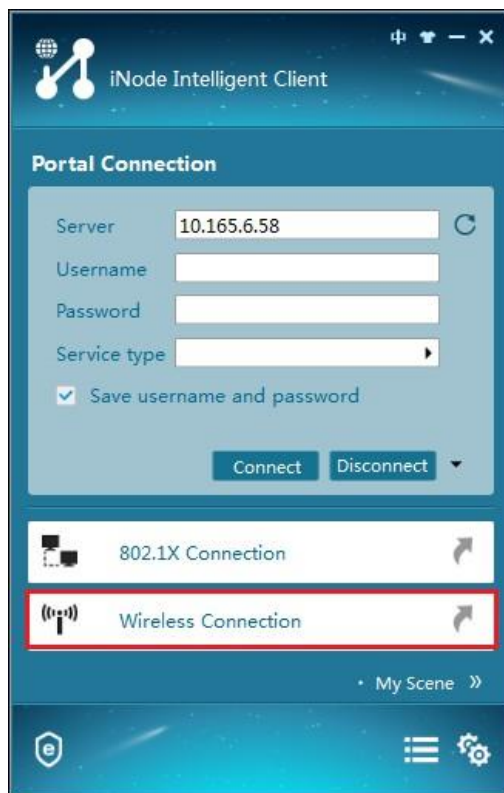 中
iNode Intelligent Client
Portal Connection
Server 10.165.6.58
Username
Password
Service type
Save username and password
Connect Disconnect
802.1X Connection
Wireless Connection
· My Scene »
e